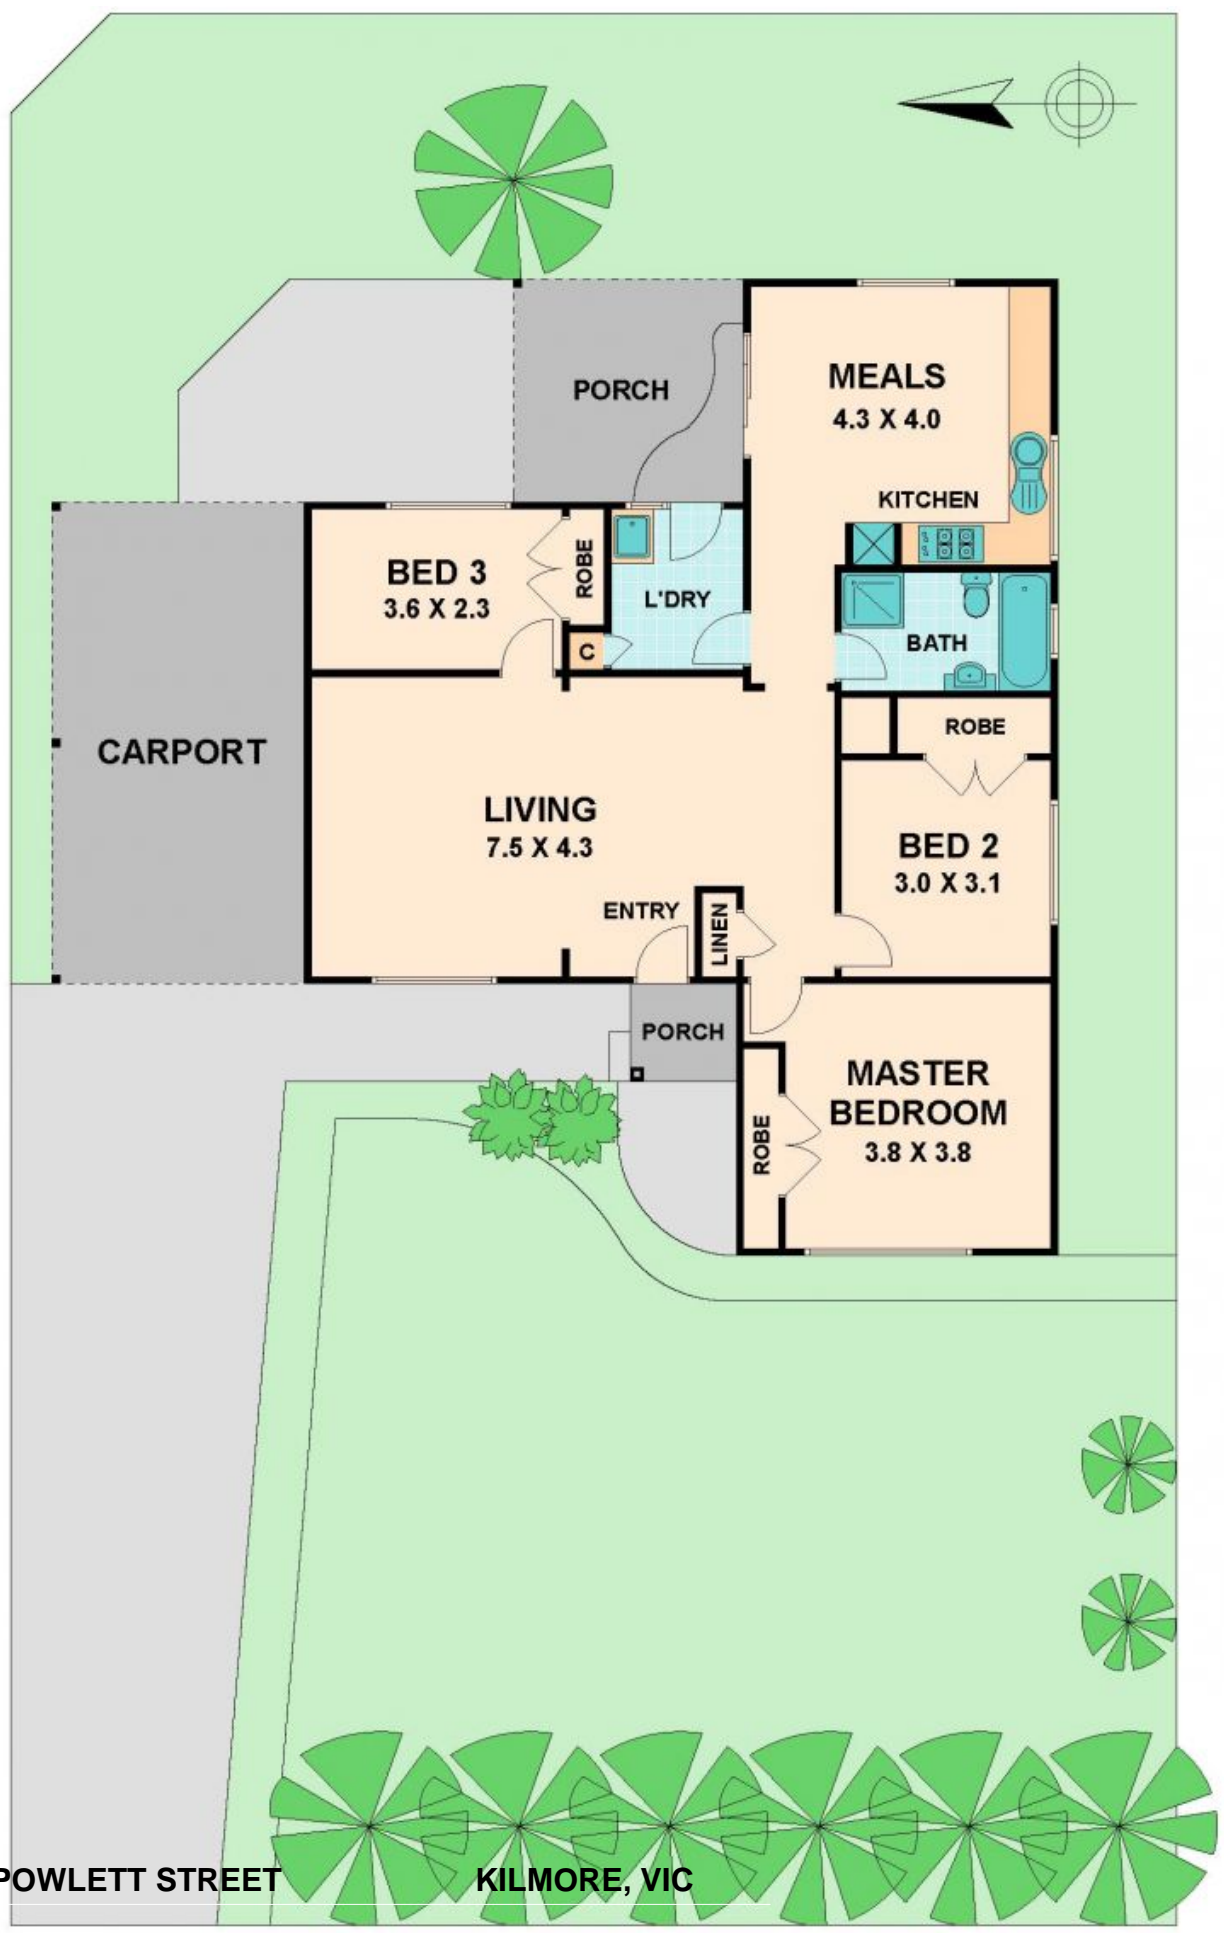 PORCH
MEALS
4.3 X 4.0
KITCHEN
BED 3
3.6 X 2.3
ROBE
L'DRY
C
BATH
ROBE
CARPORT
LIVING
7.5 X 4.3
BED 2
3.0 X 3.1
ENTRY
LINEN
PORCH
MASTER
BEDROOM
3.8 X 3.8
ROBE
POWLETT STREET KILMORE, VIC